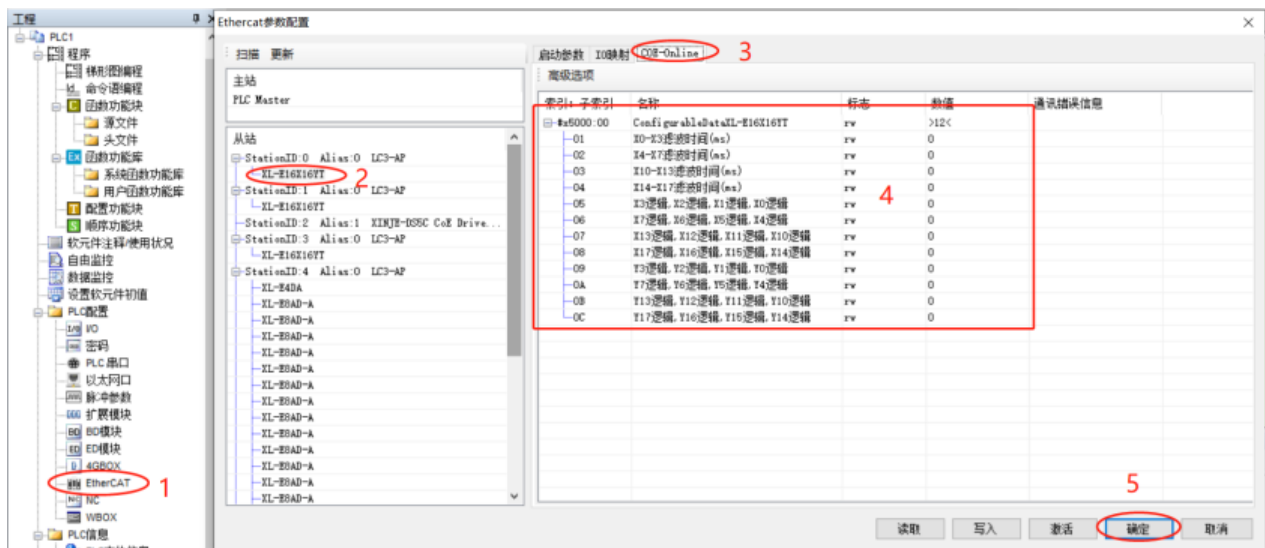 工程
PLC1
程序
梯形图编程
命令语编程
函数功能块
源文件
头文件
函数功能库
系统函数功能库
用户函数功能库
配置功能块
顺序功能块
软元件注释/使用状况
自由监控
数据监控
设置软元件初值
PLC配置
I/O
密码
PLC 串口
以太网口
脉冲参数
扩展模块
BD模块
ED模块
4GBOX
EtherCAT 1
NC
WBOX
PLC信息
Ethercat参数配置
扫描 更新
主站
PLC Master
从站
StationID:0 Alias:0 LC3-AP
XL-E16X16YT 2
StationID:1 Alias:0 LC3-AP
XL-E16X16YT
StationID:2 Alias:1 XINJE-DS5C CoE Drive...
StationID:3 Alias:0 LC3-AP
XL-E16X16YT
StationID:4 Alias:0 LC3-AP
XL-E4DA
XL-E8AD-A
XL-E8AD-A
XL-E8AD-A
XL-E8AD-A
XL-E8AD-A
XL-E8AD-A
XL-E8AD-A
XL-E8AD-A
XL-E8AD-A
XL-E8AD-A
XL-E8AD-A
XL-E8AD-A
XL-E8AD-A
启动参数 IO映射 COE-Online 3
高级选项
索引: 子索引 名称 标志 数值 通讯错误信息
#x5000:00 ConfigurableDataXL-E16X16YT rw >12<
01 X0-X3滤波时间(ms) rw 0
02 X4-X7滤波时间(ms) rw 0
03 X10-X13滤波时间(ms) rw 0
04 X14-X17滤波时间(ms) rw 0
4
05 X3逻辑,X2逻辑,X1逻辑,X0逻辑 rw 0
06 X7逻辑,X6逻辑,X5逻辑,X4逻辑 rw 0
07 X13逻辑,X12逻辑,X11逻辑,X10逻辑 rw 0
08 X17逻辑,X16逻辑,X15逻辑,X14逻辑 rw 0
09 Y3逻辑,Y2逻辑,Y1逻辑,Y0逻辑 rw 0
0A Y7逻辑,Y6逻辑,Y5逻辑,Y4逻辑 rw 0
0B Y13逻辑,Y12逻辑,Y11逻辑,Y10逻辑 rw 0
0C Y17逻辑,Y16逻辑,Y15逻辑,Y14逻辑 rw 0
5
读取 写入 激活 确定 取消